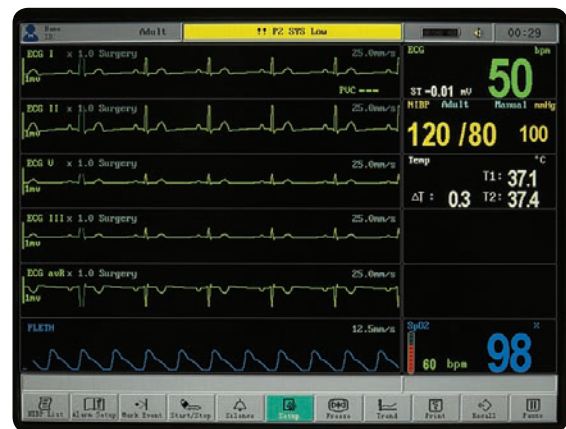 Name
ID:
Adult
!! P2 SYS Low
00:29
ECG I x 1.0 Surgery
25.0mm/s
1mv
PVC ---
ECG bpm
ST -0.01 mV
50
ECG II x 1.0 Surgery
25.0mm/s
1mv
NIBP Adult Manual mmHg
120 /80 100
ECG V x 1.0 Surgery
25.0mm/s
1mv
Temp °C
T1: 37.1
ΔT : 0.3 T2: 37.4
ECG III x 1.0 Surgery
25.0mm/s
1mv
ECG avR x 1.0 Surgery
25.0mm/s
1mv
PLETH
12.5mm/s
SpO2
98
60 bpm
NIBP List Alarm Setup Mark Event Start/Stop Silence Setup Freeze Trend Print Recall Pause